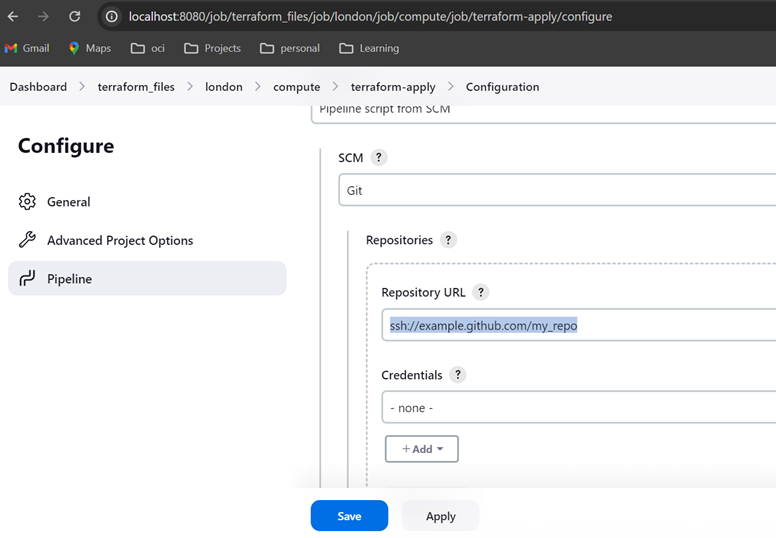 localhost:8080/job/terraform_files/job/london/job/compute/job/terraform-apply/configure
Gmail Maps oci Projects personal Learning
Dashboard > terraform_files > london > compute > terraform-apply > Configuration
Pipeline script from SCM
Configure
General
Advanced Project Options
Pipeline
SCM ?
Git
Repositories ?
Repository URL ?
ssh://example.github.com/my_repo
Credentials ?
- none -
+ Add
Save Apply